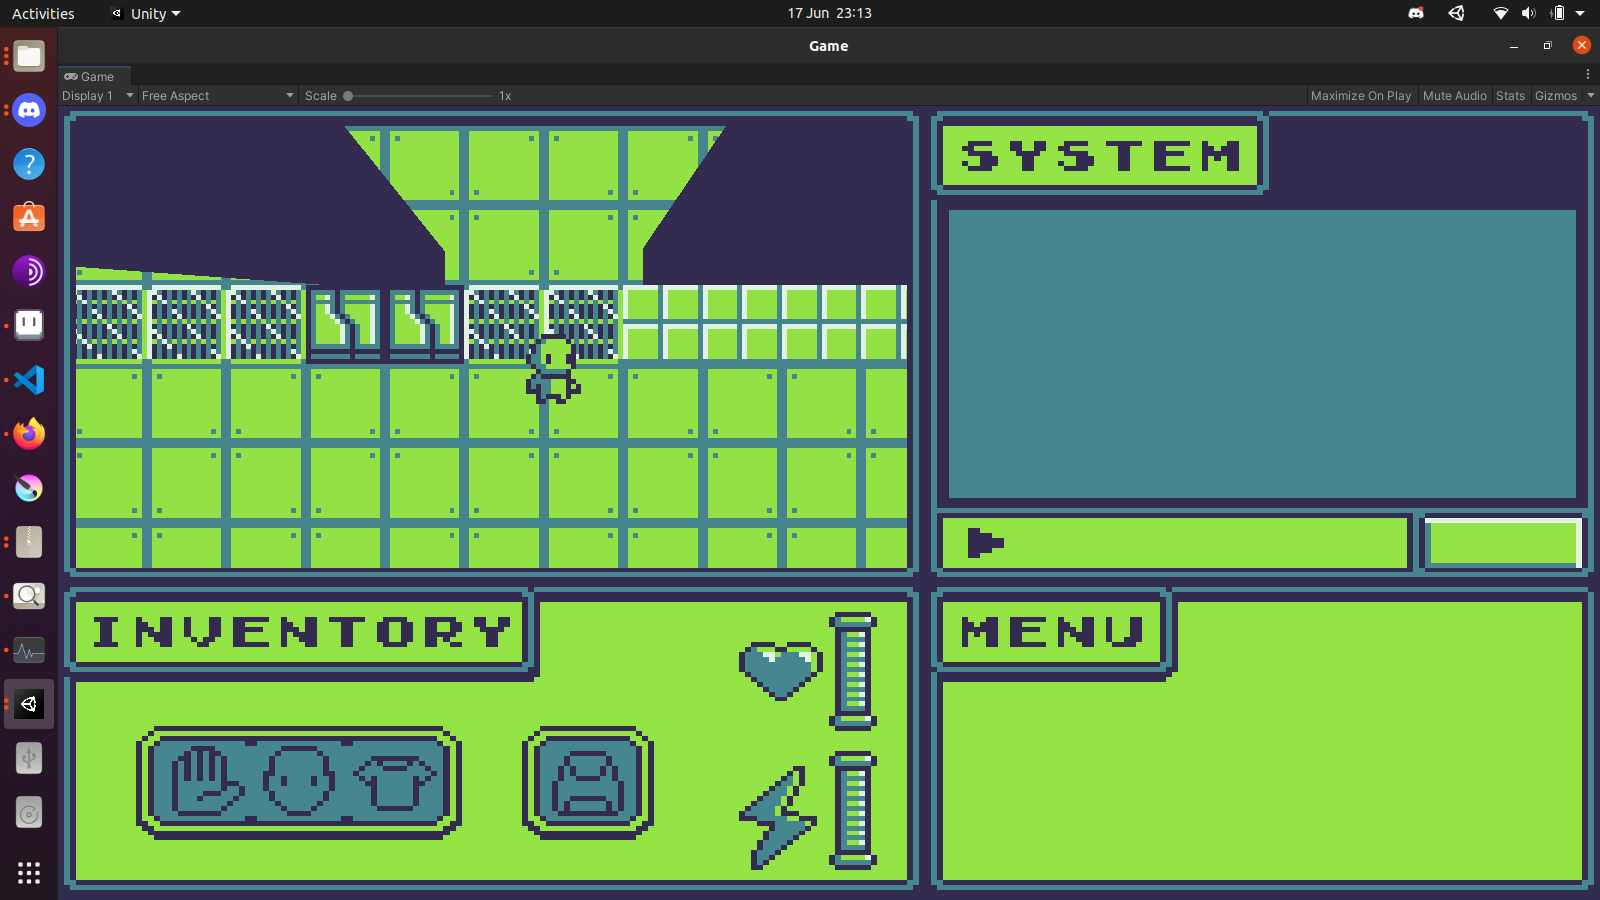 Activities
Unity
17 Jun 23:13
Game
Game
Display 1
Free Aspect
Scale
1x
Maximize On Play
Mute Audio
Stats
Gizmos
SYSTEM
INVENTORY
MENU